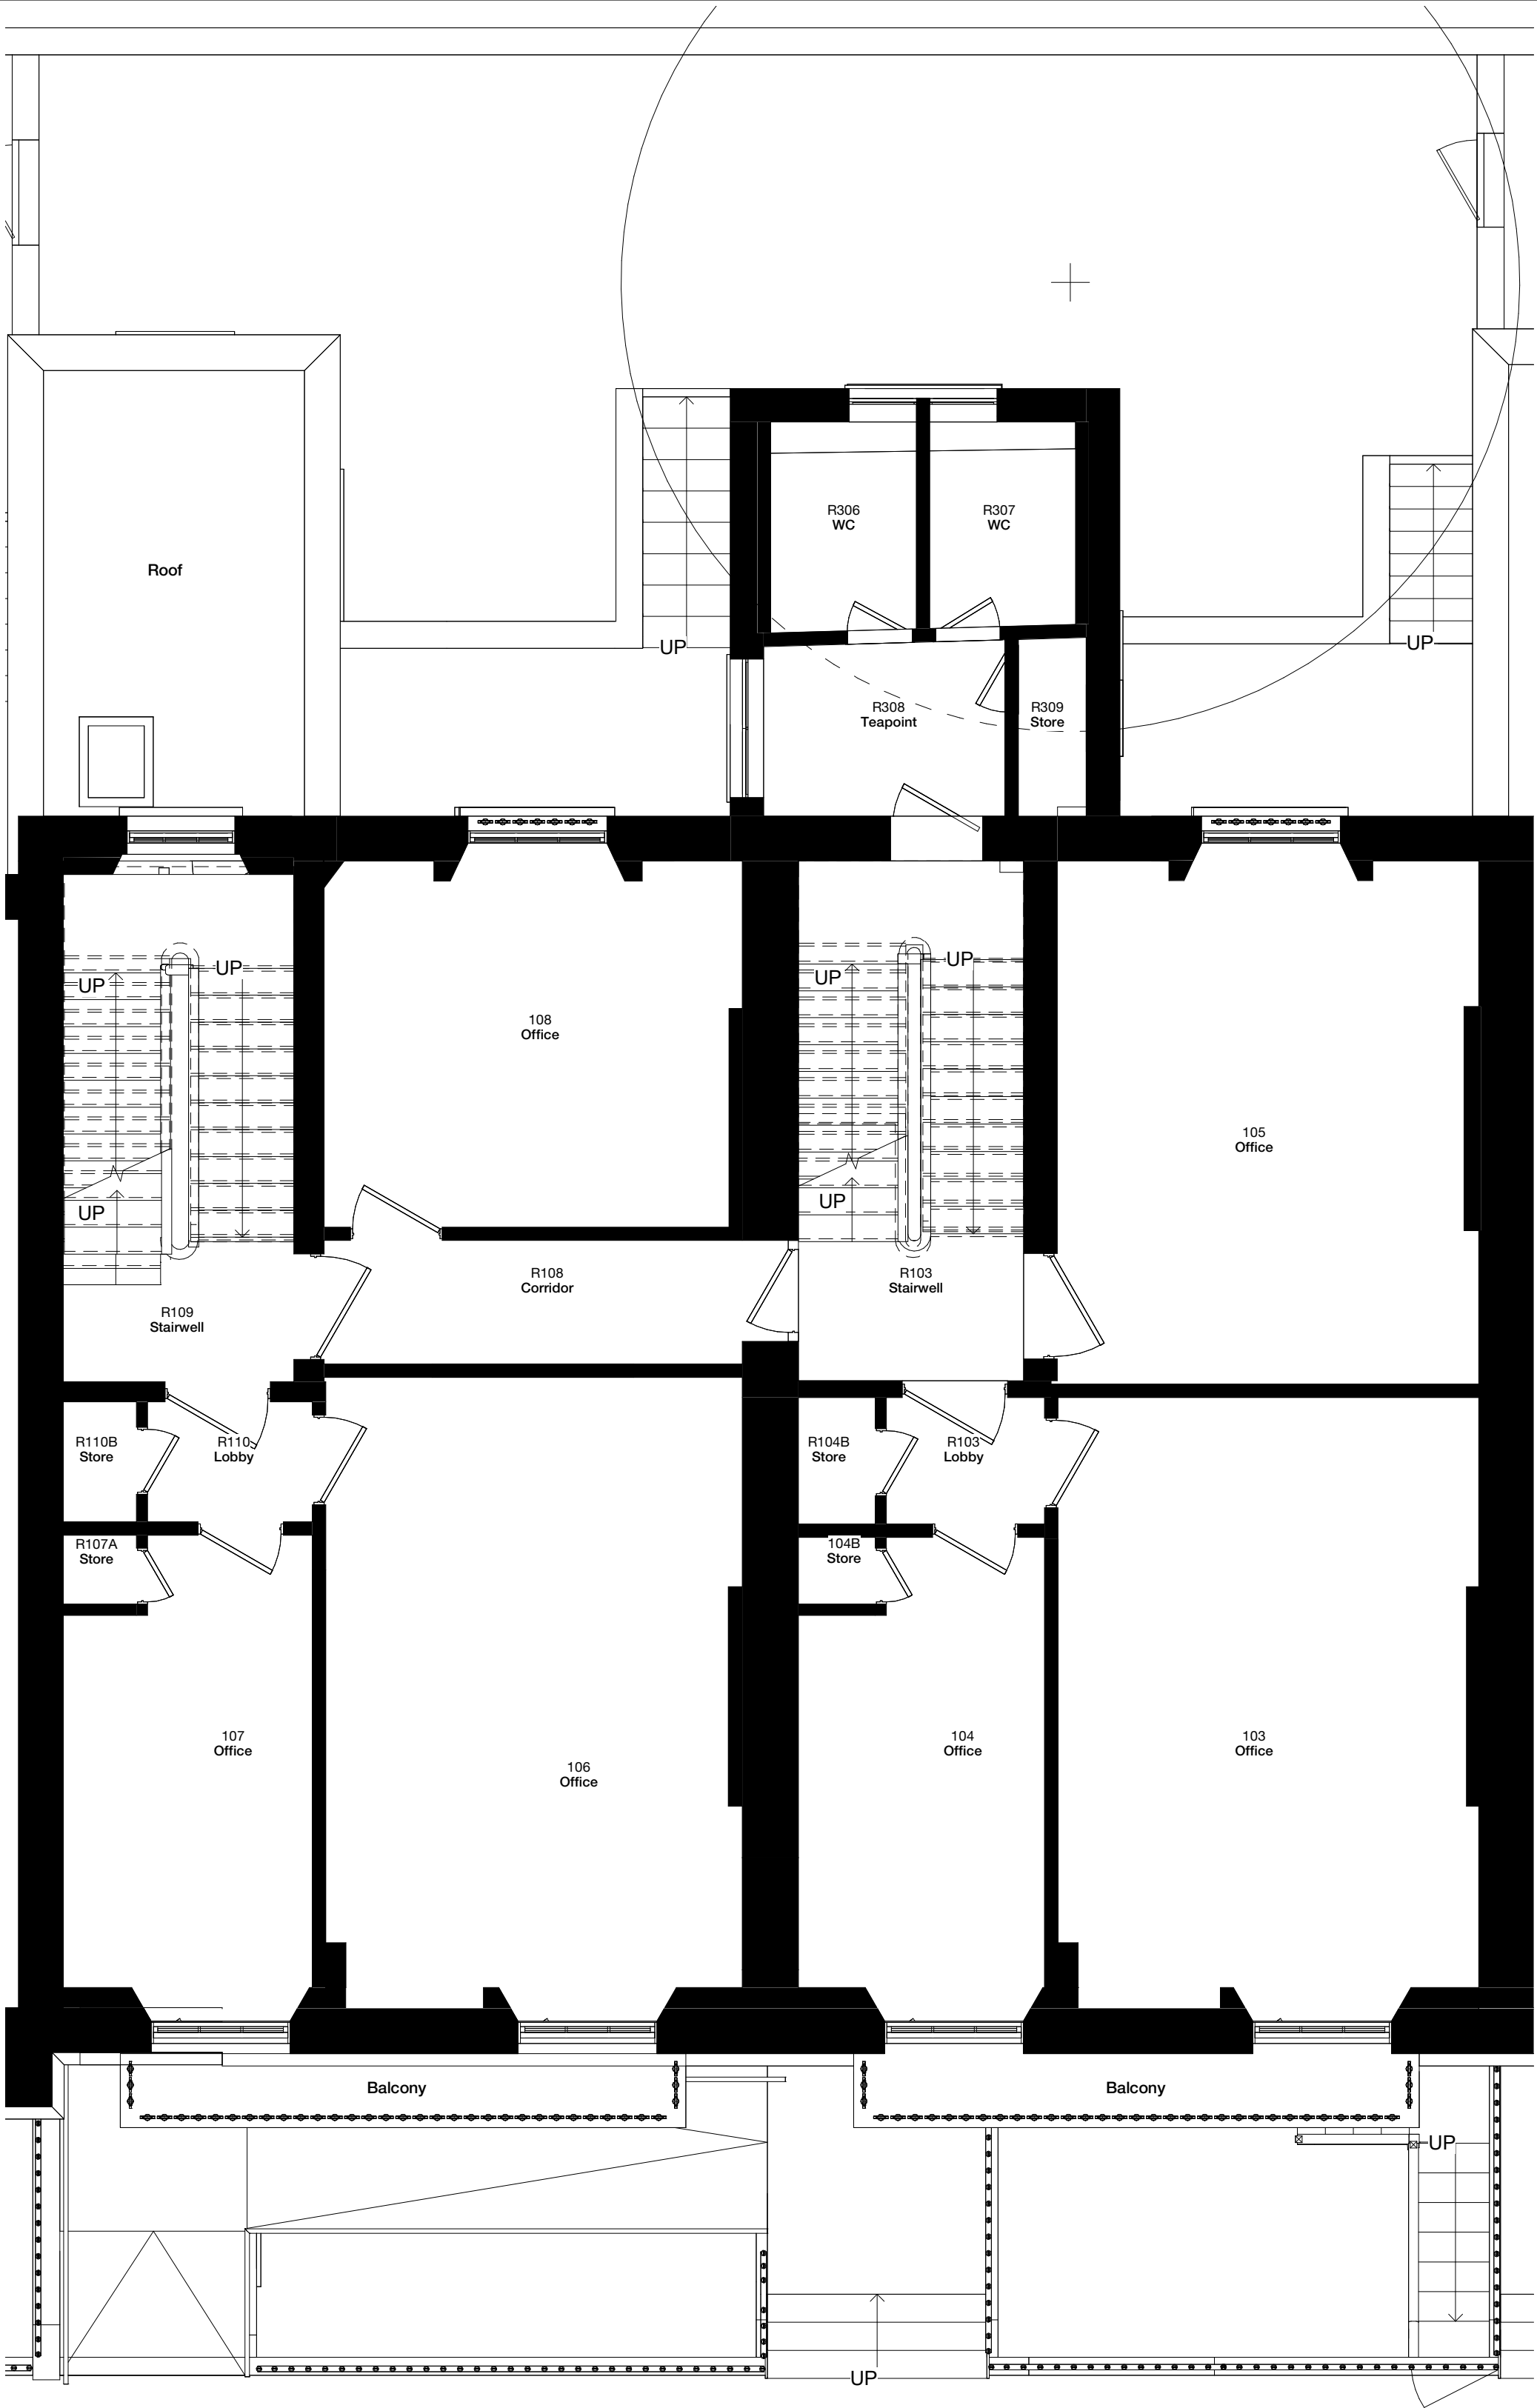 R306
WC
R307
WC
Roof
UP
UP
R308
Teapoint
R309
Store
UP
UP
UP
UP
108
Office
105
Office
UP
UP
R108
Corridor
R103
Stairwell
R109
Stairwell
R110B
Store
R110
Lobby
R104B
Store
R103
Lobby
R107A
Store
104B
Store
107
Office
104
Office
103
Office
106
Office
Balcony
Balcony
UP
UP